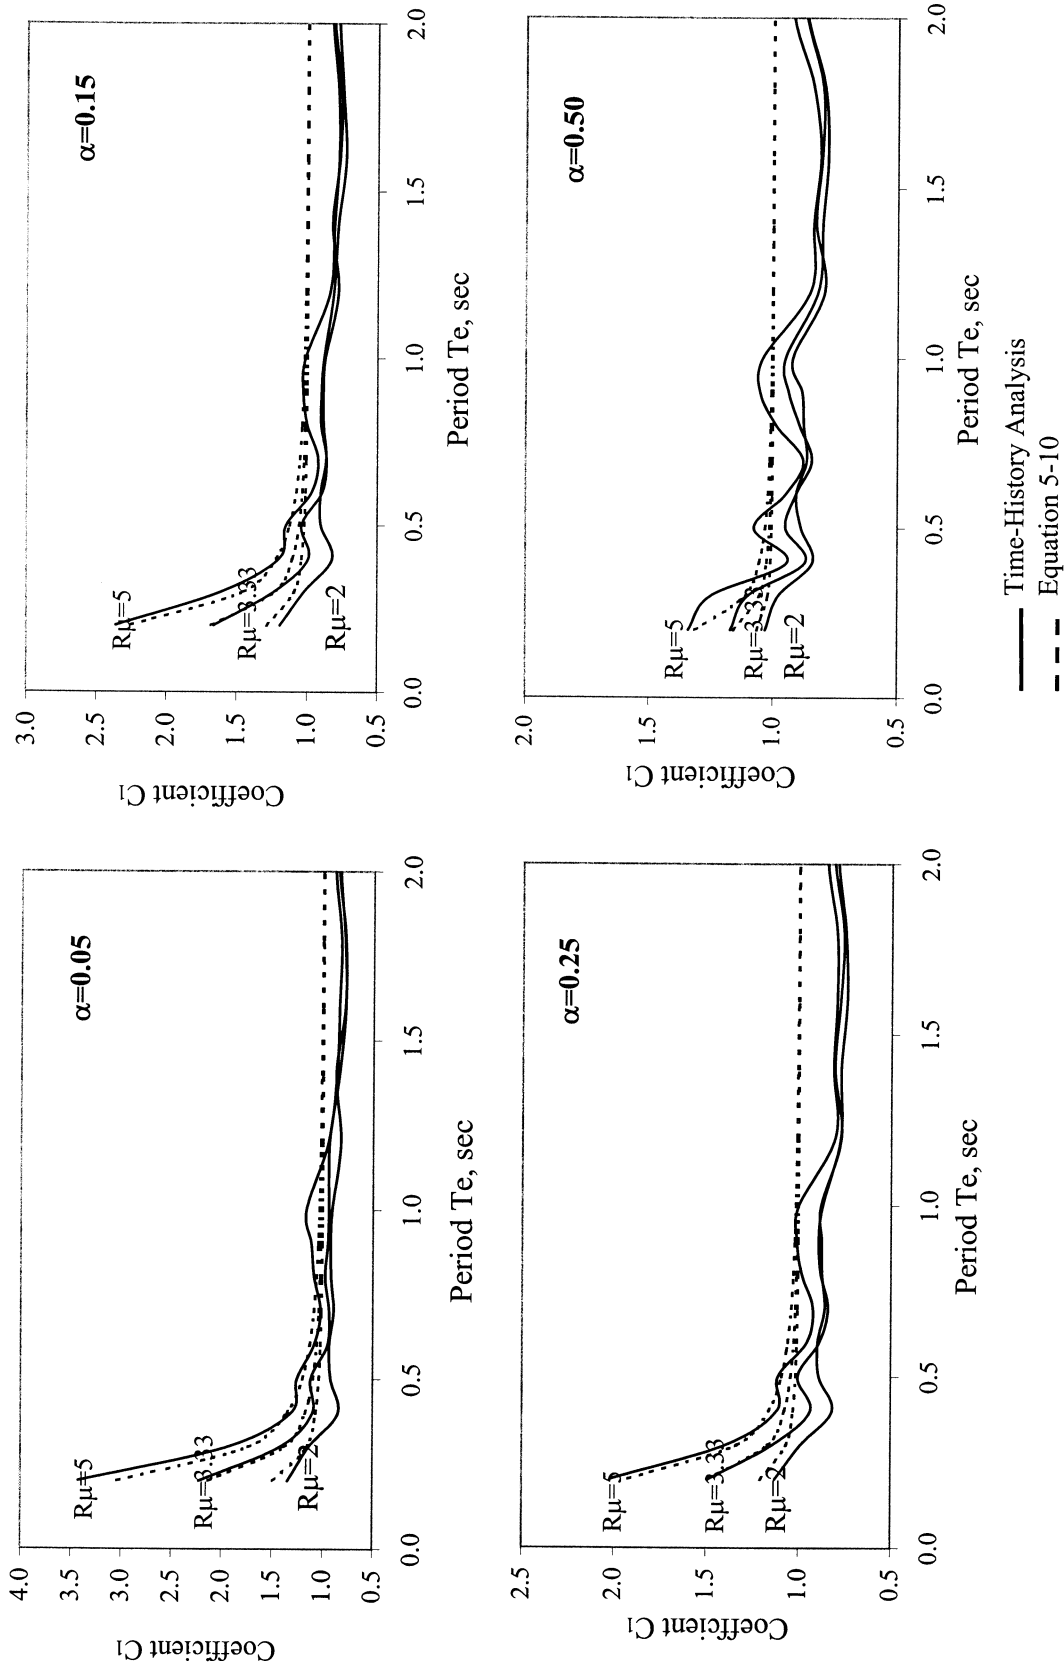 α=0.05
Coefficient C1
4.0
3.5
3.0
2.5
2.0
1.5
1.0
0.5
Rμ=5
Rμ=3.33
Rμ=2
0.0
0.5
1.0
1.5
2.0
Period Te, sec
α=0.15
Coefficient C1
3.0
2.5
2.0
1.5
1.0
0.5
Rμ=5
Rμ=3.33
Rμ=2
0.0
0.5
1.0
1.5
2.0
Period Te, sec
α=0.25
Coefficient C1
2.5
2.0
1.5
1.0
0.5
Rμ=5
Rμ=3.33
Rμ=2
0.0
0.5
1.0
1.5
2.0
Period Te, sec
α=0.50
Coefficient C1
2.0
1.5
1.0
0.5
Rμ=5
Rμ=3.33
Rμ=2
0.0
0.5
1.0
1.5
2.0
Period Te, sec
Time-History Analysis
Equation 5-10